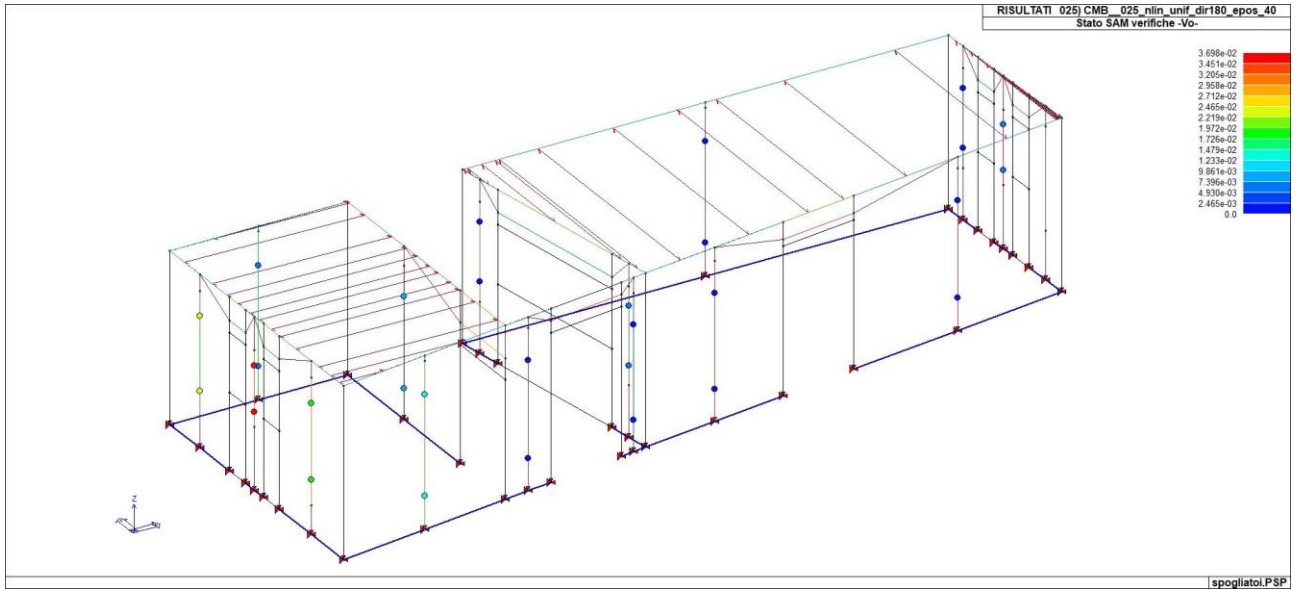 RISULTATI 025) CMB__025_nlin_unif_dir180_epos_40
Stato SAM verifiche -Vo-
3.698e-02
3.451e-02
3.205e-02
2.958e-02
2.712e-02
2.465e-02
2.219e-02
1.972e-02
1.726e-02
1.479e-02
1.233e-02
9.861e-03
7.396e-03
4.930e-03
2.465e-03
0.0
Z
spogliatoi.PSP